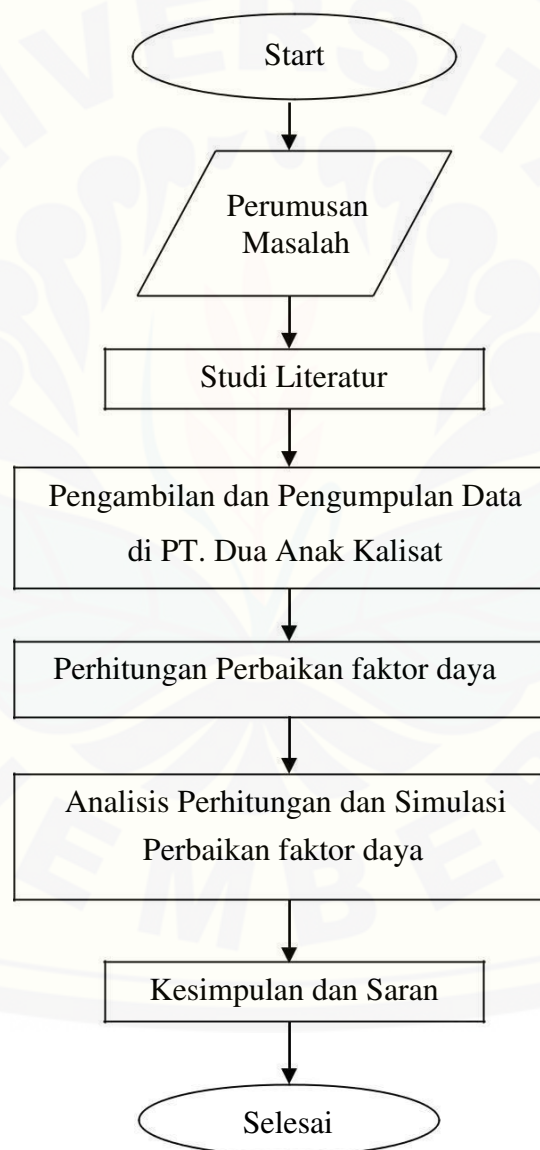 Start
Perumusan
Masalah
Studi Literatur
Pengambilan dan Pengumpulan Data
di PT. Dua Anak Kalisat
Perhitungan Perbaikan faktor daya
Analisis Perhitungan dan Simulasi
Perbaikan faktor daya
Kesimpulan dan Saran
Selesai